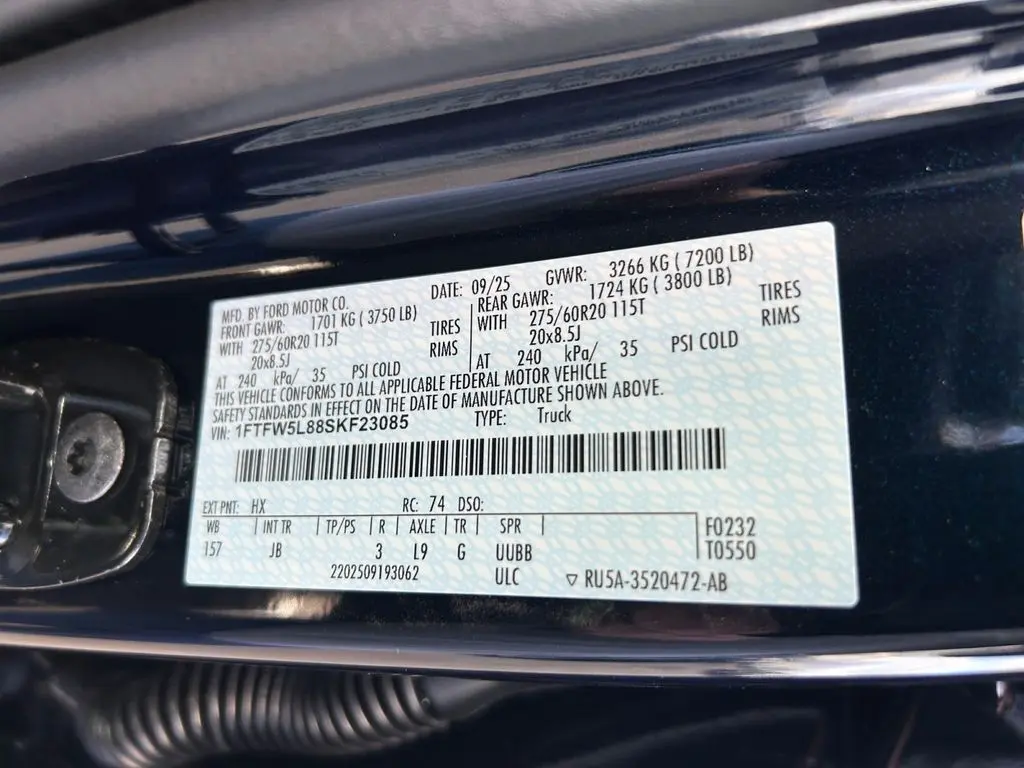 MFD. BY FORD MOTOR CO. DATE: 09/25 GVWR: 3266 KG ( 7200 LB)
FRONT GAWR: 1701 KG ( 3750 LB) REAR GAWR: 1724 KG ( 3800 LB)
WITH 275/60R20 115T TIRES WITH 275/60R20 115T TIRES
20x8.5J RIMS 20x8.5J RIMS
AT 240 kPa/ 35 PSI COLD AT 240 kPa/ 35 PSI COLD
THIS VEHICLE CONFORMS TO ALL APPLICABLE FEDERAL MOTOR VEHICLE
SAFETY STANDARDS IN EFFECT ON THE DATE OF MANUFACTURE SHOWN ABOVE.
VIN: 1FTFW5L88SKF23085 TYPE: Truck
EXT PNT: HX RC: 74 DSO:
WB INT TR TP/PS R AXLE TR SPR F0232
157 JB 3 L9 G UUBB T0550
2202509193062 ULC ▽ RU5A-3520472-AB